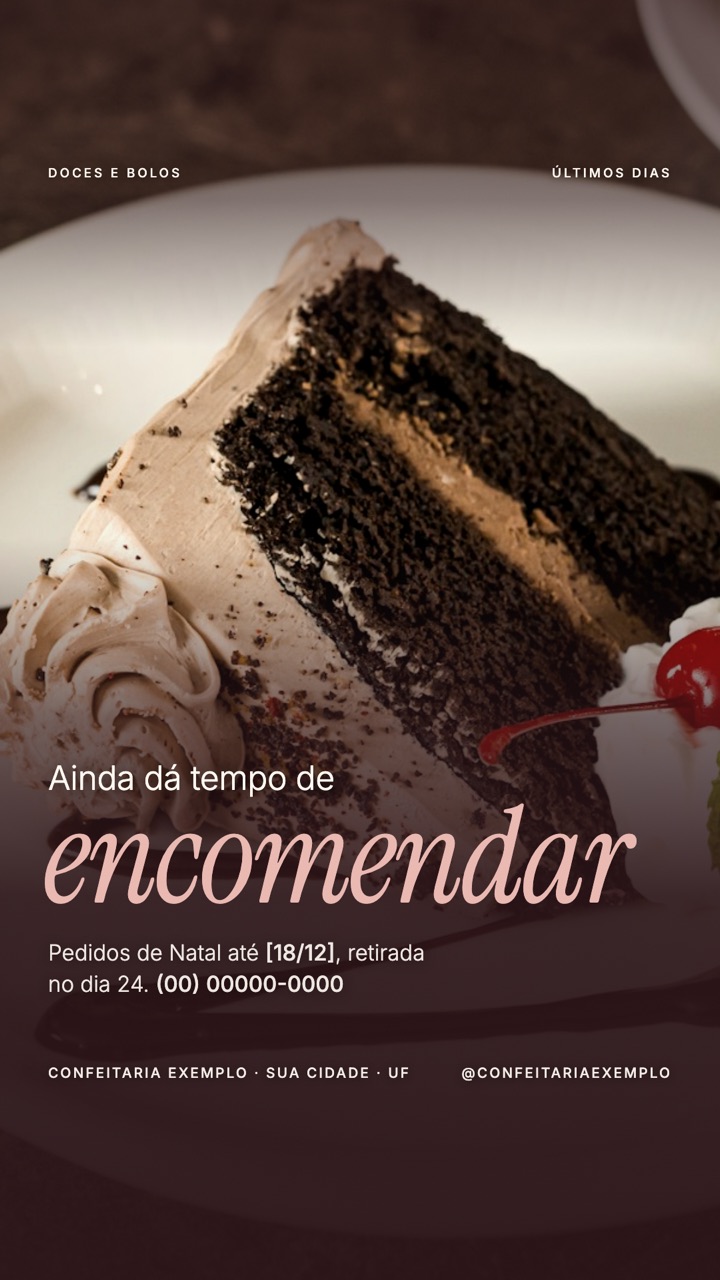 DOCES E BOLOS
ÚLTIMOS DIAS
Ainda dá tempo de
encomendar
Pedidos de Natal até [18/12], retirada
no dia 24. (00) 00000-0000
CONFEITARIA EXEMPLO · SUA CIDADE · UF
@CONFEITARIAEXEMPLO